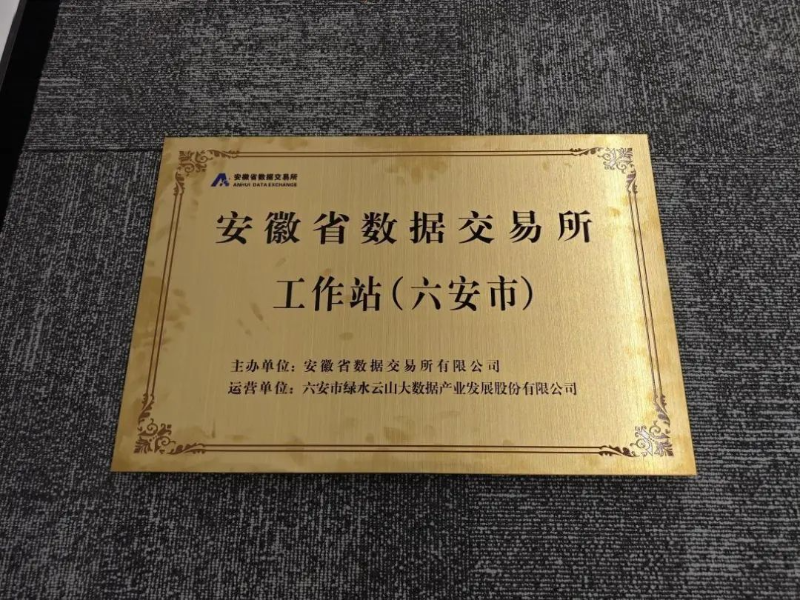 安徽省数据交易所
ANHUI DATA EXCHANGE
安徽省数据交易所
工作站(六安市)
主办单位:安徽省数据交易所有限公司
运营单位:六安市绿水云山大数据产业发展股份有限公司